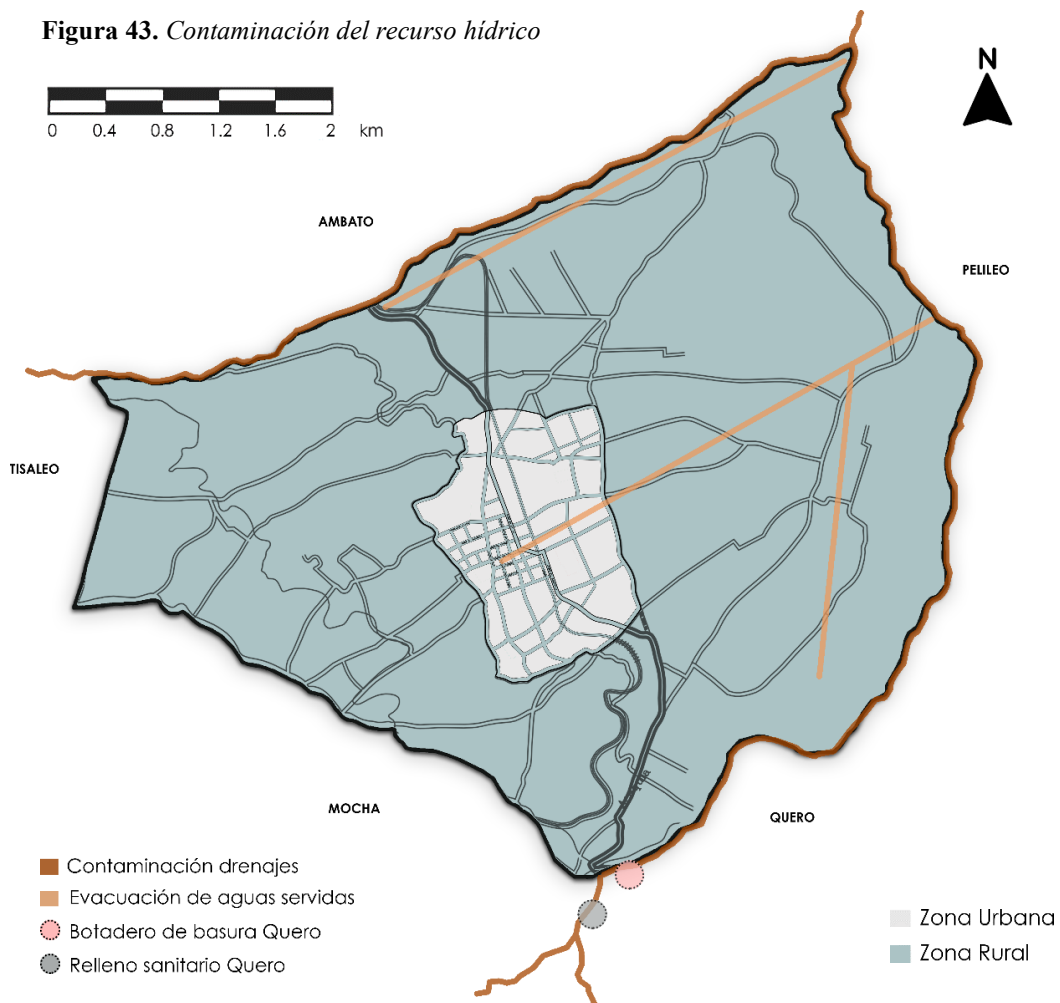 Figura 43. Contaminación del recurso hídrico
0 0.4 0.8 1.2 1.6 2 km
N
AMBATO
PELILEO
TISALEO
MOCHA
QUERO
Contaminación drenajes
Evacuación de aguas servidas
Botadero de basura Quero
Relleno sanitario Quero
Zona Urbana
Zona Rural